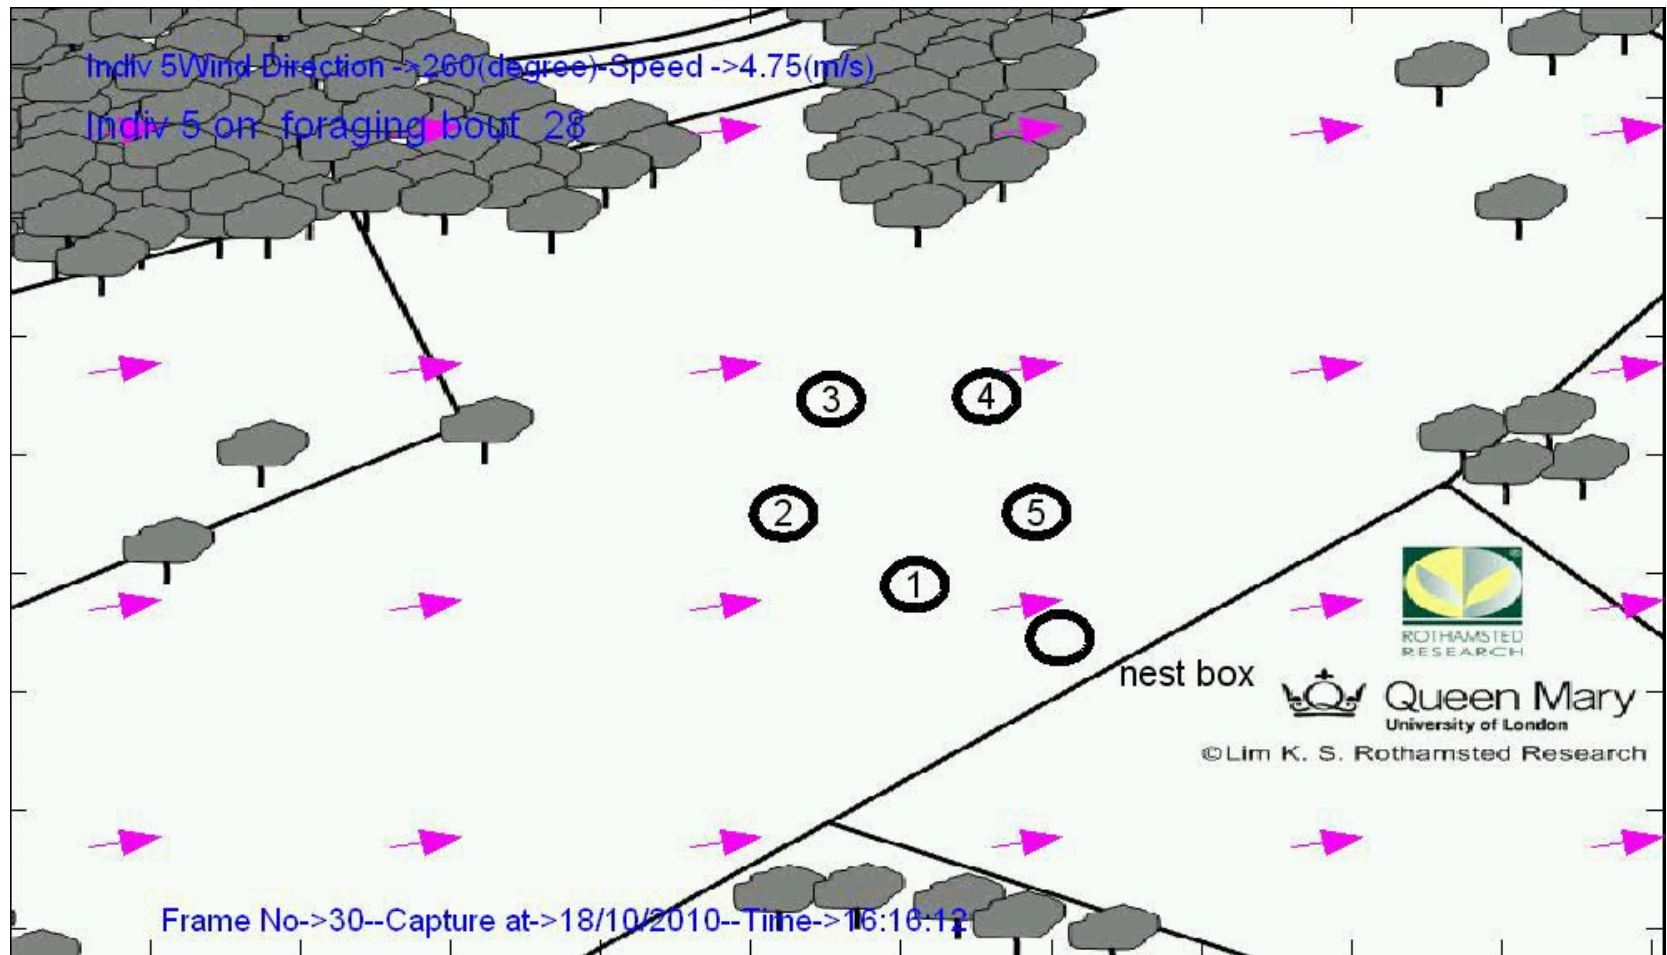 Indiv 5Wind Direction ->260(degree)-Speed ->4.75(m/s)
Indiv 5 on foraging bout 28
3
4
2
5
1
nest box
ROTHAMSTED
RESEARCH
Queen Mary
University of London
©Lim K. S. Rothamsted Research
Frame No->30--Capture at->18/10/2010--Time->16:16:12